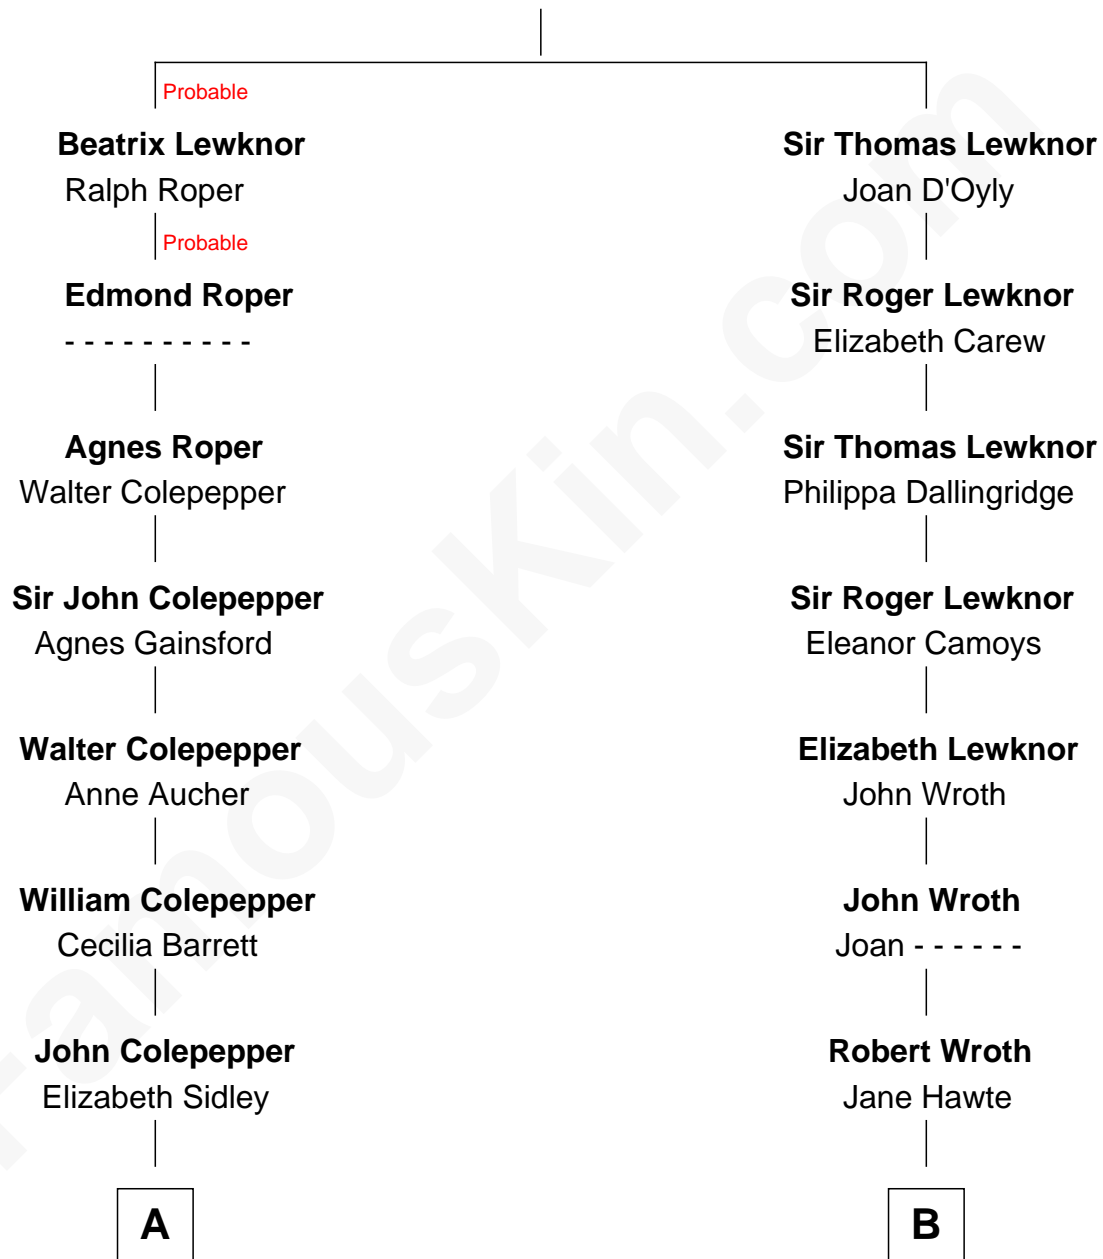 Probable
Beatrix Lewknor
Ralph Roper
Probable
Edmond Roper
- - - - - - - - - -
Agnes Roper
Walter Colepepper
Sir John Colepepper
Agnes Gainsford
Walter Colepepper
Anne Aucher
William Colepepper
Cecilia Barrett
John Colepepper
Elizabeth Sidley
A
Sir Thomas Lewknor
Joan D'Oyly
Sir Roger Lewknor
Elizabeth Carew
Sir Thomas Lewknor
Philippa Dallingridge
Sir Roger Lewknor
Eleanor Camoys
Elizabeth Lewknor
John Wroth
John Wroth
Joan - - - - - -
Robert Wroth
Jane Hawte
B
FamousKin.com